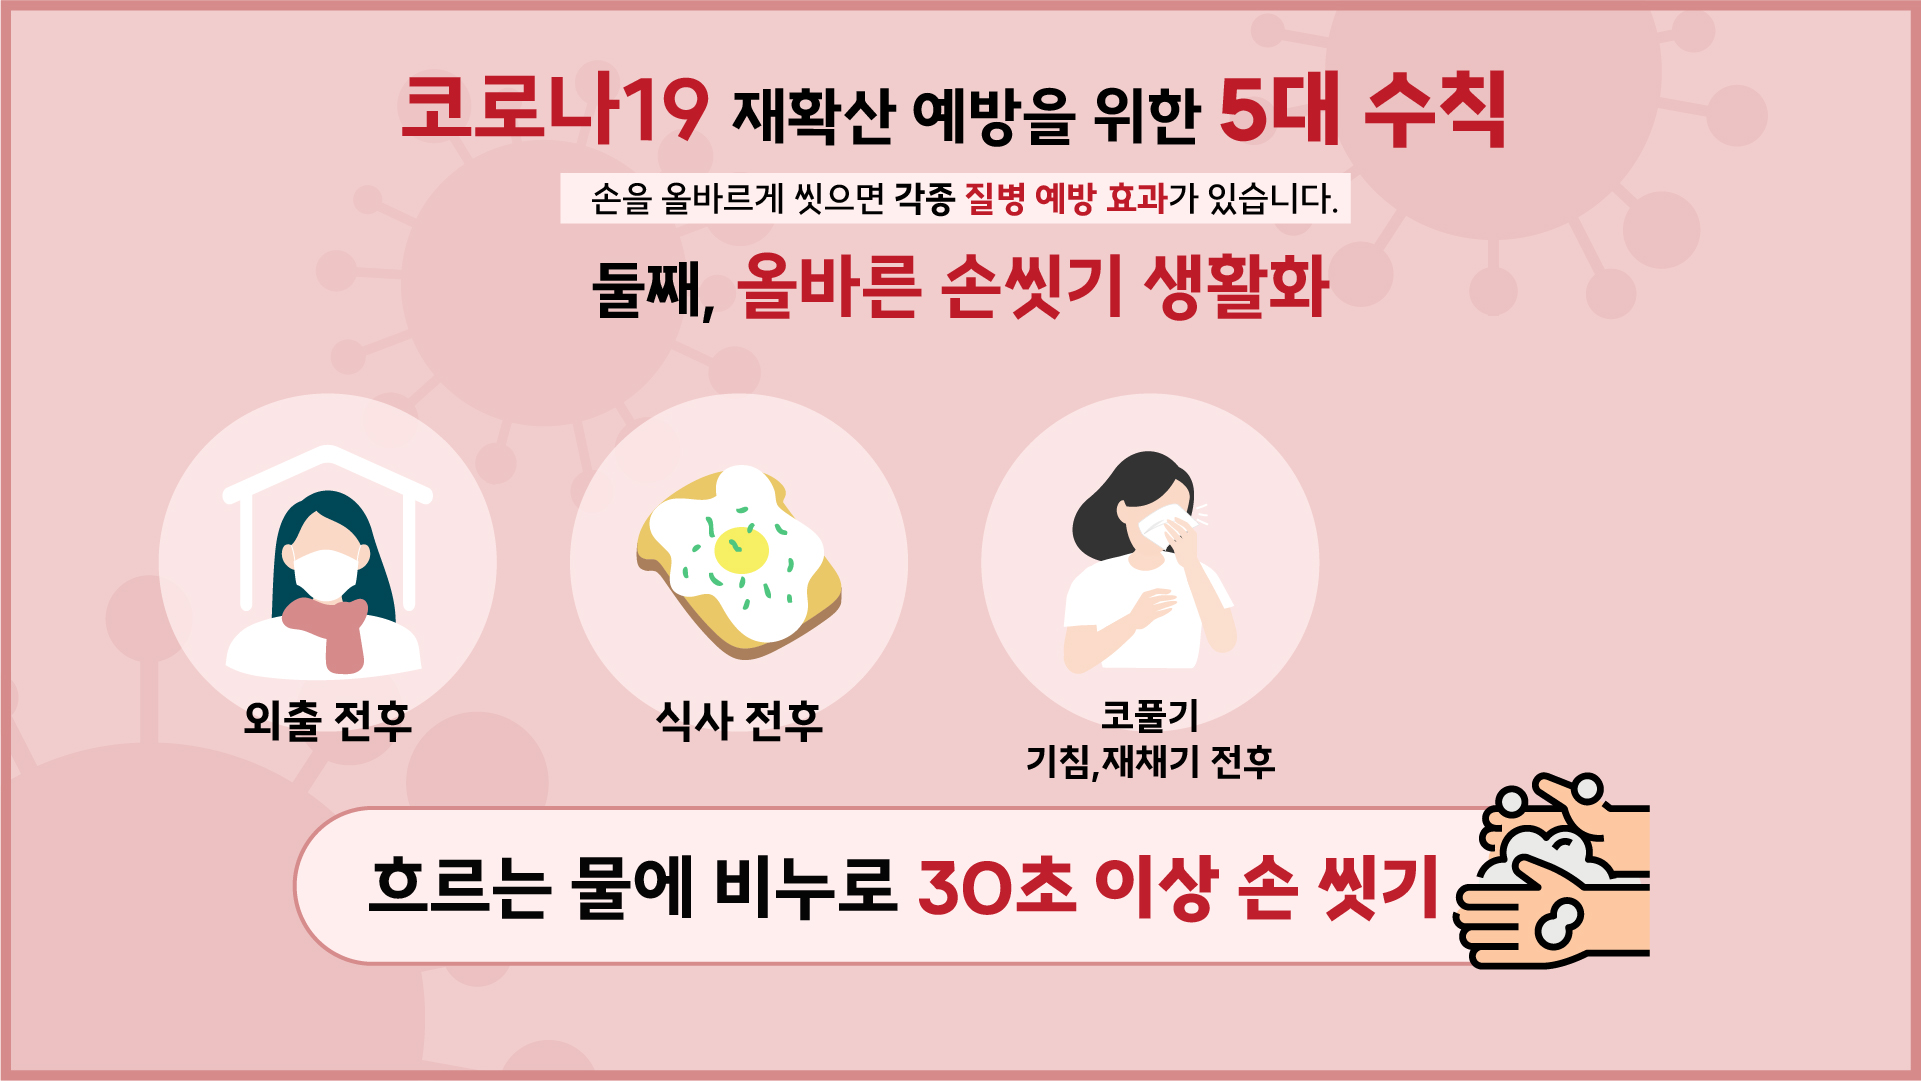 코로나19 재확산 예방을 위한 5대 수칙
손을 올바르게 씻으면 각종 질병 예방 효과가 있습니다.
둘째, 올바른 손씻기 생활화
외출 전후
식사 전후
코풀기
기침,재채기 전후
흐르는 물에 비누로 30초 이상 손 씻기